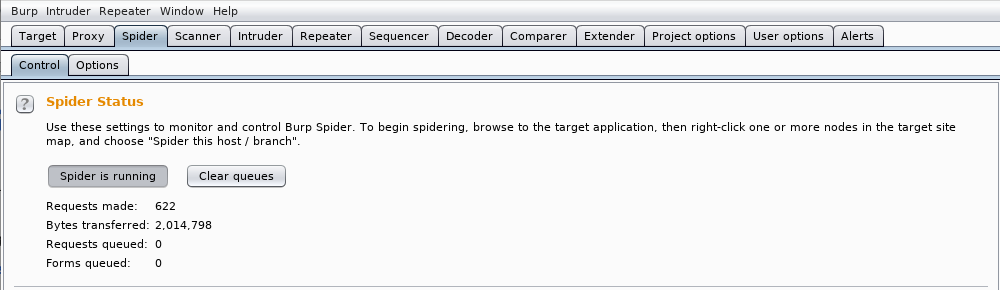 Burp Intruder Repeater Window Help
Target Proxy Spider Scanner Intruder Repeater Sequencer Decoder Comparer Extender Project options User options Alerts
Control Options
? Spider Status
Use these settings to monitor and control Burp Spider. To begin spidering, browse to the target application, then right-click one or more nodes in the target site
map, and choose "Spider this host / branch".
Spider is running Clear queues
Requests made: 622
Bytes transferred: 2,014,798
Requests queued: 0
Forms queued: 0